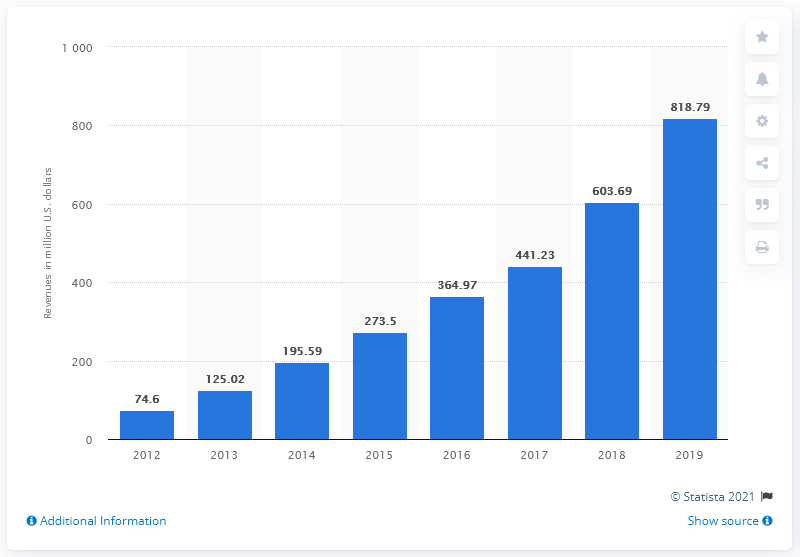 1 000
800
600
400
200
0
Revenues in million U.S. dollars
74.6
125.02
195.59
273.5
364.97
441.23
603.69
818.79
2012 2013 2014 2015 2016 2017 2018 2019
© Statista 2021
Additional Information
Show source